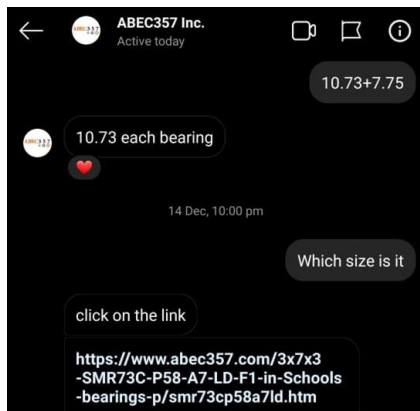 ABEC357 Inc.
Active today
10.73+7.75
10.73 each bearing
14 Dec, 10:00 pm
Which size is it
click on the link
https://www.abec357.com/3x7x3
-SMR73C-P58-A7-LD-F1-in-Schools
-bearings-p/smr73cp58a7ld.htm